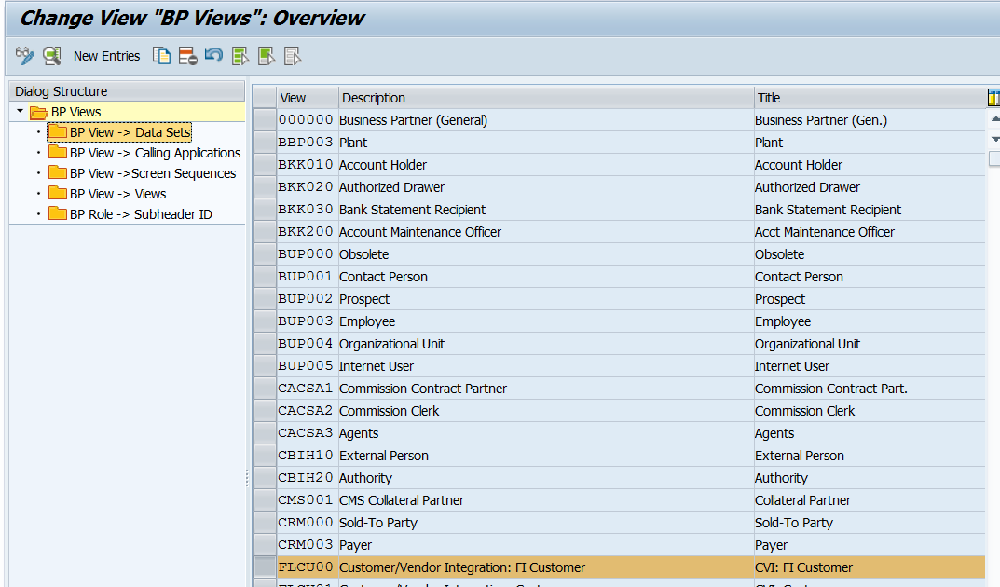 Change View "BP Views": Overview
New Entries
Dialog Structure
BP Views
BP View -> Data Sets
BP View -> Calling Applications
BP View ->Screen Sequences
BP View -> Views
BP Role -> Subheader ID
View Description Title
000000 Business Partner (General) Business Partner (Gen.)
BBP003 Plant Plant
BKK010 Account Holder Account Holder
BKK020 Authorized Drawer Authorized Drawer
BKK030 Bank Statement Recipient Bank Statement Recipient
BKK200 Account Maintenance Officer Acct Maintenance Officer
BUP000 Obsolete Obsolete
BUP001 Contact Person Contact Person
BUP002 Prospect Prospect
BUP003 Employee Employee
BUP004 Organizational Unit Organizational Unit
BUP005 Internet User Internet User
CACSA1 Commission Contract Partner Commission Contract Part.
CACSA2 Commission Clerk Commission Clerk
CACSA3 Agents Agents
CBIH10 External Person External Person
CBIH20 Authority Authority
CMS001 CMS Collateral Partner Collateral Partner
CRM000 Sold-To Party Sold-To Party
CRM003 Payer Payer
FLCU00 Customer/Vendor Integration: FI Customer CVI: FI Customer